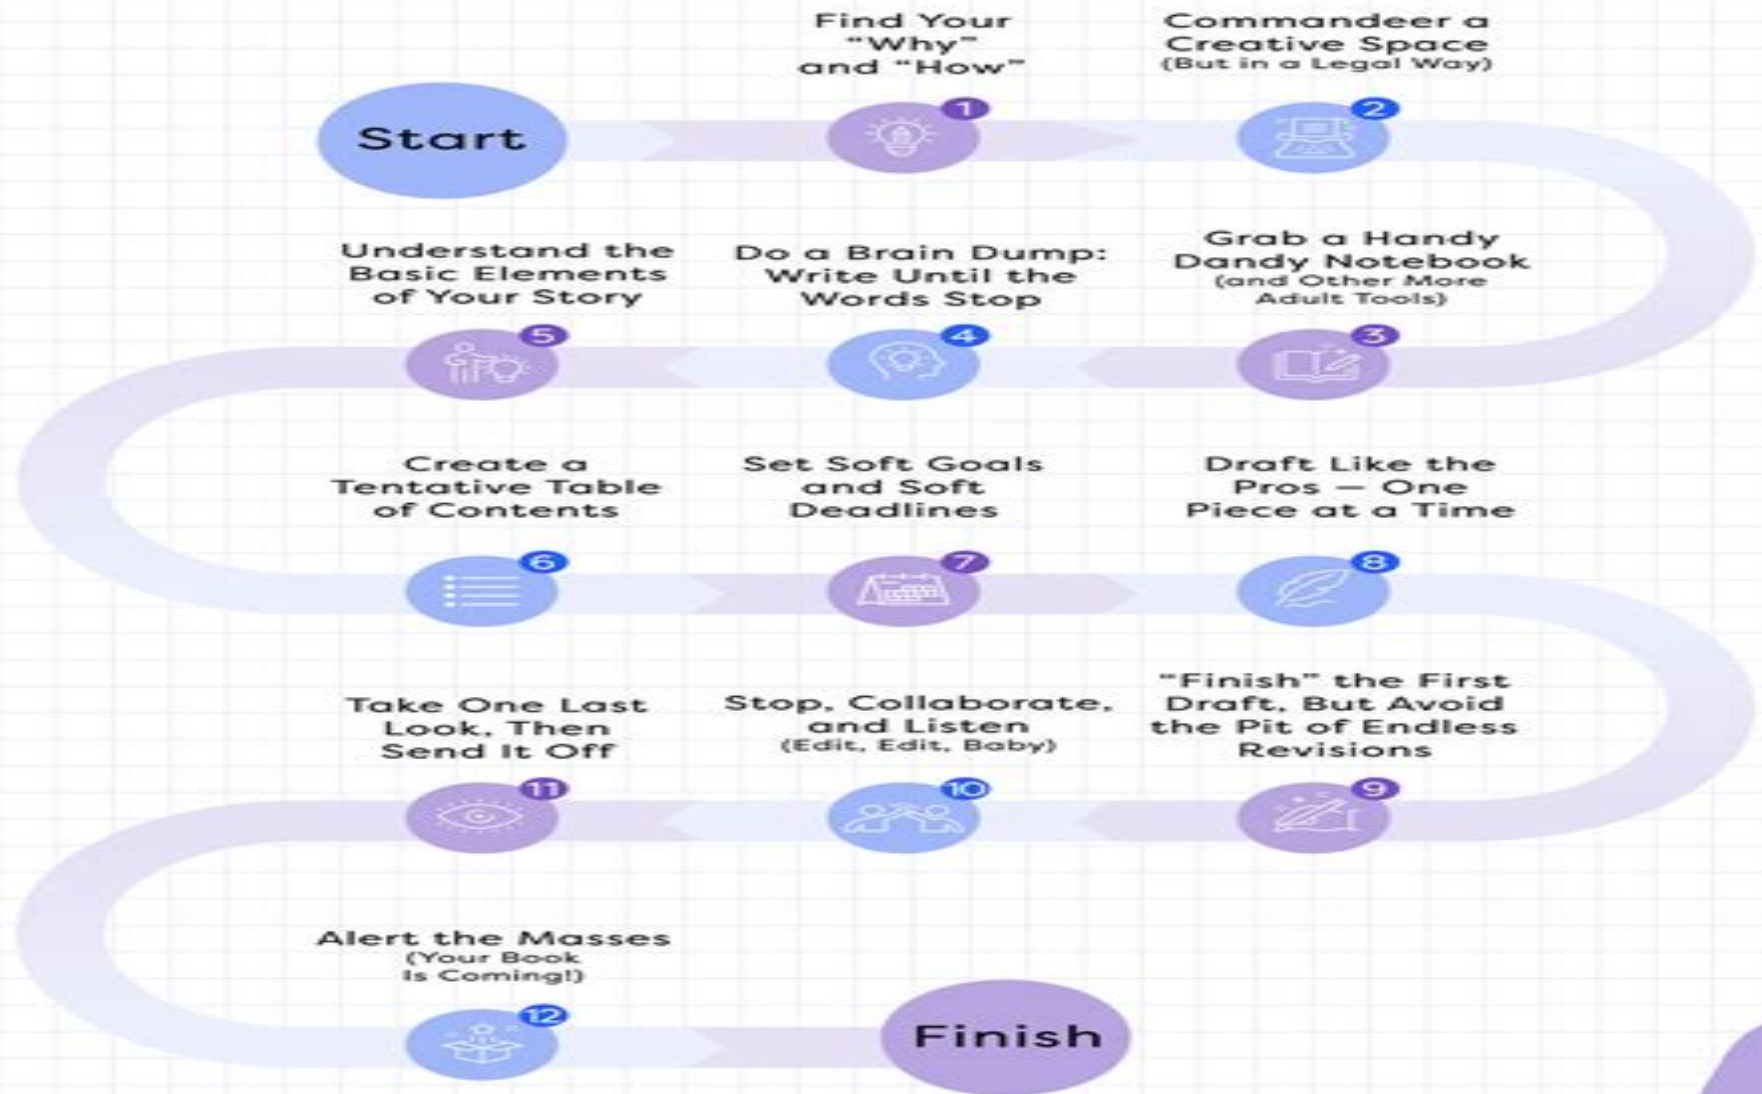 Start
Find Your
“Why”
and “How”
1
Commandeer a
Creative Space
(But in a Legal Way)
2
Grab a Handy
Dandy Notebook
(and Other More
Adult Tools)
3
Do a Brain Dump:
Write Until the
Words Stop
4
Understand the
Basic Elements
of Your Story
5
Create a
Tentative Table
of Contents
6
Set Soft Goals
and Soft
Deadlines
7
Draft Like the
Pros — One
Piece at a Time
8
“Finish” the First
Draft, But Avoid
the Pit of Endless
Revisions
9
Stop, Collaborate,
and Listen
(Edit, Edit, Baby)
10
Take One Last
Look, Then
Send It Off
11
Alert the Masses
(Your Book
Is Coming!)
12
Finish